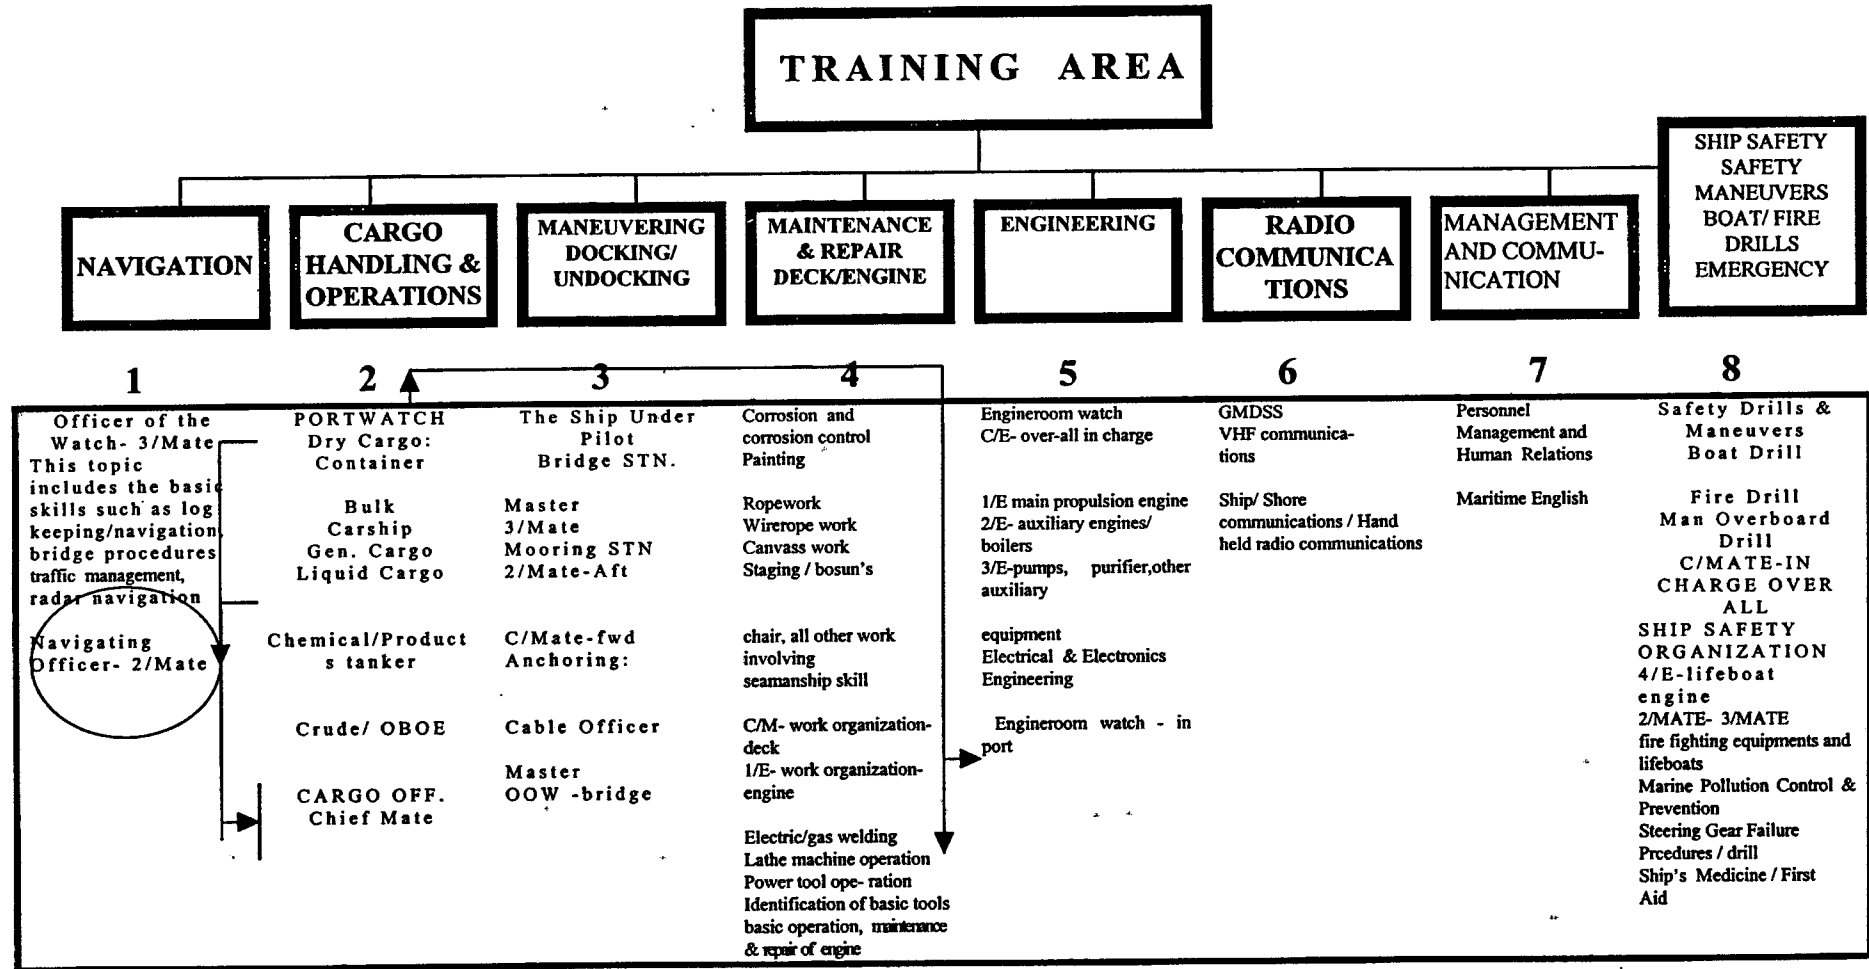 TRAINING AREA
SHIP SAFETY
SAFETY
MANEUVERS
BOAT/ FIRE
DRILLS
EMERGENCY
NAVIGATION
CARGO
HANDLING &
OPERATIONS
MANEUVERING
DOCKING/
UNDOCKING
MAINTENANCE
& REPAIR
DECK/ENGINE
ENGINEERING
RADIO
COMMUNICA
TIONS
MANAGEMENT
AND COMMU-
NICATION
1
2
3
4
5
6
7
8
Officer of the
Watch- 3/Mate
This topic
includes the basic
skills such as log
keeping/navigation
bridge procedures
traffic management,
radar navigation
Navigating
Officer- 2/Mate
PORTWATCH
Dry Cargo:
Container
Bulk
Carship
Gen. Cargo
Liquid Cargo
Chemical/Product
s tanker
Crude/ OBOE
CARGO OFF.
Chief Mate
The Ship Under
Pilot
Bridge STN.
Master
3/Mate
Mooring STN
2/Mate-Aft
C/Mate-fwd
Anchoring:
Cable Officer
Master
OOW -bridge
Corrosion and
corrosion control
Painting
Ropework
Wirerope work
Canvass work
Staging / bosun's
chair, all other work
involving
seamanship skill
C/M- work organization-
deck
1/E- work organization-
engine
Electric/gas welding
Lathe machine operation
Power tool ope- ration
Identification of basic tools
basic operation, maintenance
& repair of engine
Engineroom watch
C/E- over-all in charge
1/E main propulsion engine
2/E- auxiliary engines/
boilers
3/E-pumps, purifier,other
auxiliary
equipment
Electrical & Electronics
Engineering
Engineroom watch - in
port
GMDSS
VHF communica-
tions
Ship/ Shore
communications / Hand
held radio communications
Personnel
Management and
Human Relations
Maritime English
Safety Drills &
Maneuvers
Boat Drill
Fire Drill
Man Overboard
Drill
C/MATE-IN
CHARGE OVER
ALL
SHIP SAFETY
ORGANIZATION
4/E-lifeboat
engine
2/MATE- 3/MATE
fire fighting equipments and
lifeboats
Marine Pollution Control &
Prevention
Steering Gear Failure
Prcedures / drill
Ship's Medicine / First
Aid